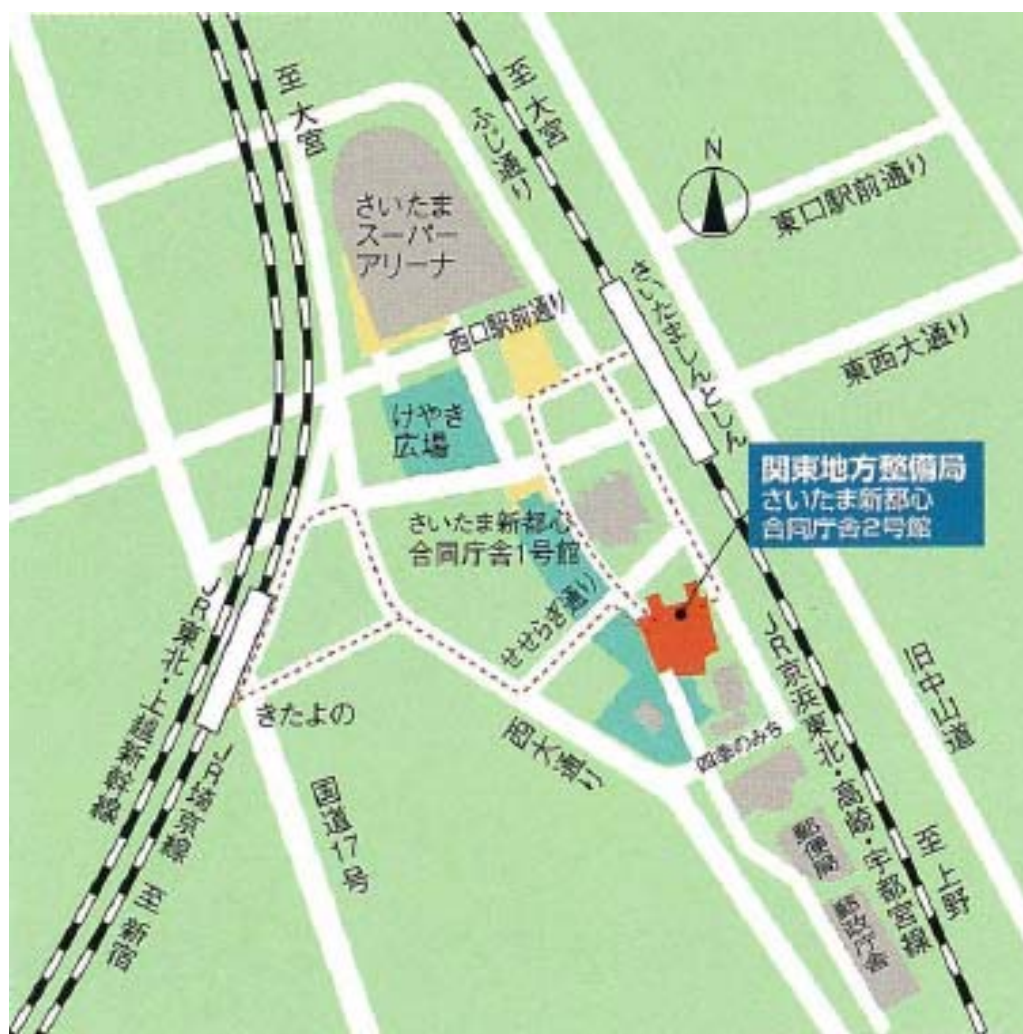 至大宮
至大宮
ふじ通り
N
東口駅前通り
さいたま
スーパー
アリーナ
さいたましんとしん
西口駅前通り
東西大通り
けやき
広場
関東地方整備局
さいたま新都心
合同庁舎2号館
さいたま新都心
合同庁舎1号館
せせらぎ通り
JR東北・上越新幹線
きたよの
西大通り
四季のみち
旧中山道
JR京浜東北・高崎・宇都宮線
JR埼京線
国道17号
郵便局
至上野
至新宿
郵政庁舎